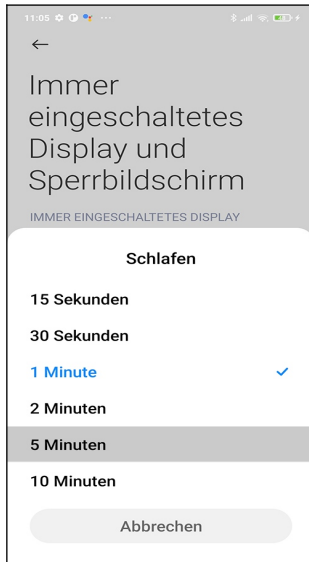 11:05
Immer
eingeschaltetes
Display und
Sperrbildschirm
IMMER EINGESCHALTETES DISPLAY
Schlafen
15 Sekunden
30 Sekunden
1 Minute
2 Minuten
5 Minuten
10 Minuten
Abbrechen